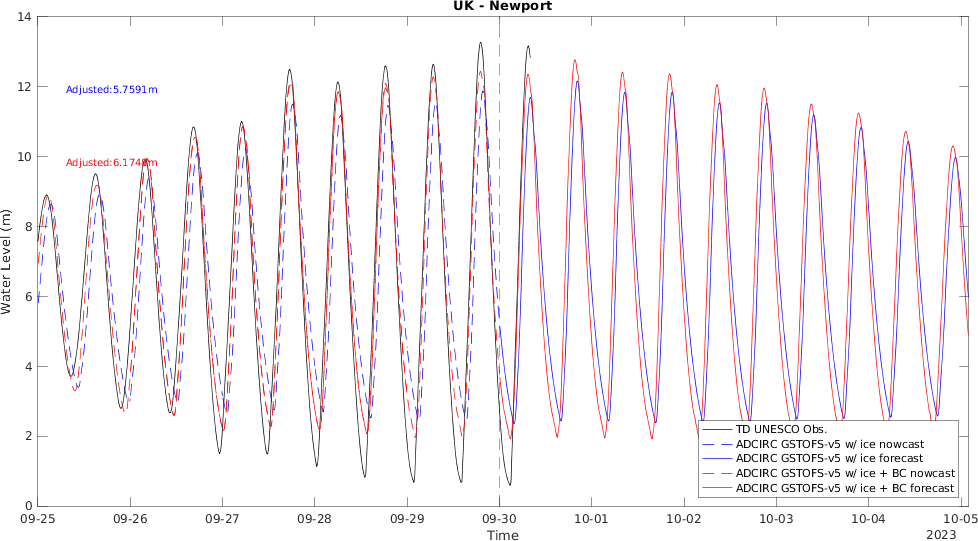 UK - Newport
14
12
10
8
6
4
2
0
Water Level (m)
Adjusted:5.7591m
Adjusted:6.1748m
TD UNESCO Obs.
ADCIRC GSTOFS-v5 w/ ice nowcast
ADCIRC GSTOFS-v5 w/ ice forecast
ADCIRC GSTOFS-v5 w/ ice + BC nowcast
ADCIRC GSTOFS-v5 w/ ice + BC forecast
09-25 09-26 09-27 09-28 09-29 09-30 10-01 10-02 10-03 10-04 10-05
Time
2023